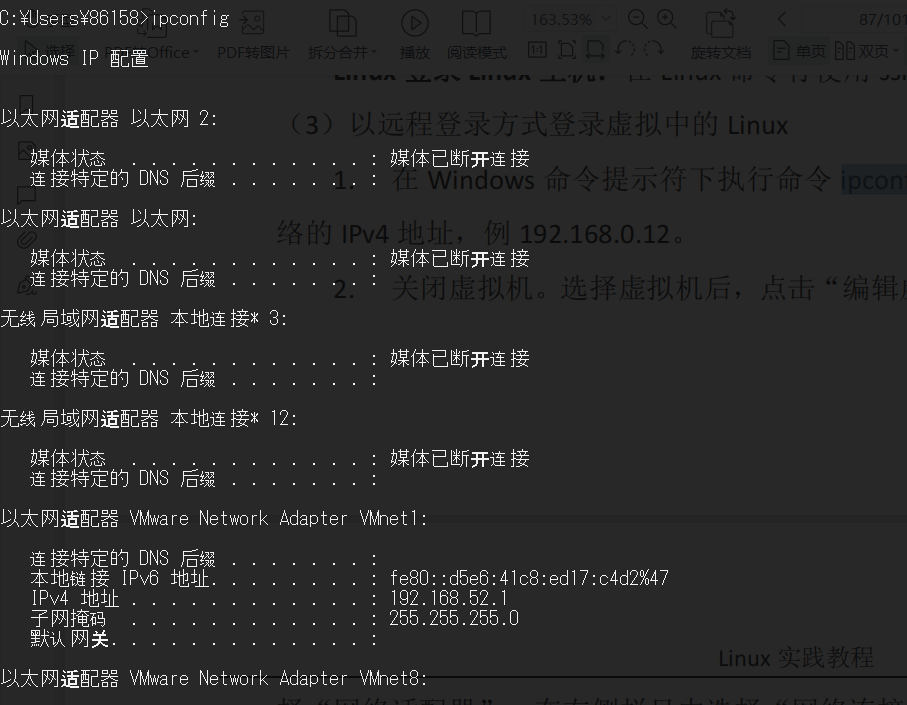 C:\Users\86158>ipconfig
Windows IP 配置
以太网适配器 以太网 2:
媒体状态 . . . . . . . . . . . . : 媒体已断开连接
连接特定的 DNS 后缀 . . . . . . . :
以太网适配器 以太网:
媒体状态 . . . . . . . . . . . . : 媒体已断开连接
连接特定的 DNS 后缀 . . . . . . . :
无线局域网适配器 本地连接* 3:
媒体状态 . . . . . . . . . . . . : 媒体已断开连接
连接特定的 DNS 后缀 . . . . . . . :
无线局域网适配器 本地连接* 12:
媒体状态 . . . . . . . . . . . . : 媒体已断开连接
连接特定的 DNS 后缀 . . . . . . . :
以太网适配器 VMware Network Adapter VMnet1:
连接特定的 DNS 后缀 . . . . . . . :
本地链接 IPv6 地址. . . . . . . . : fe80::d5e6:41c8:ed17:c4d2%47
IPv4 地址 . . . . . . . . . . . . : 192.168.52.1
子网掩码 . . . . . . . . . . . . : 255.255.255.0
默认网关. . . . . . . . . . . . . :
以太网适配器 VMware Network Adapter VMnet8:
Office PDF转图片 拆分合并 播放 阅读模式 163.53% 旋转文档 单页 双页 87/101
（3）以远程登录方式登录虚拟中的 Linux
1. 在 Windows 命令提示符下执行命令 ipconf
络的 IPv4 地址，例 192.168.0.12。
2. 关闭虚拟机。选择虚拟机后，点击“编辑
Linux 实践教程